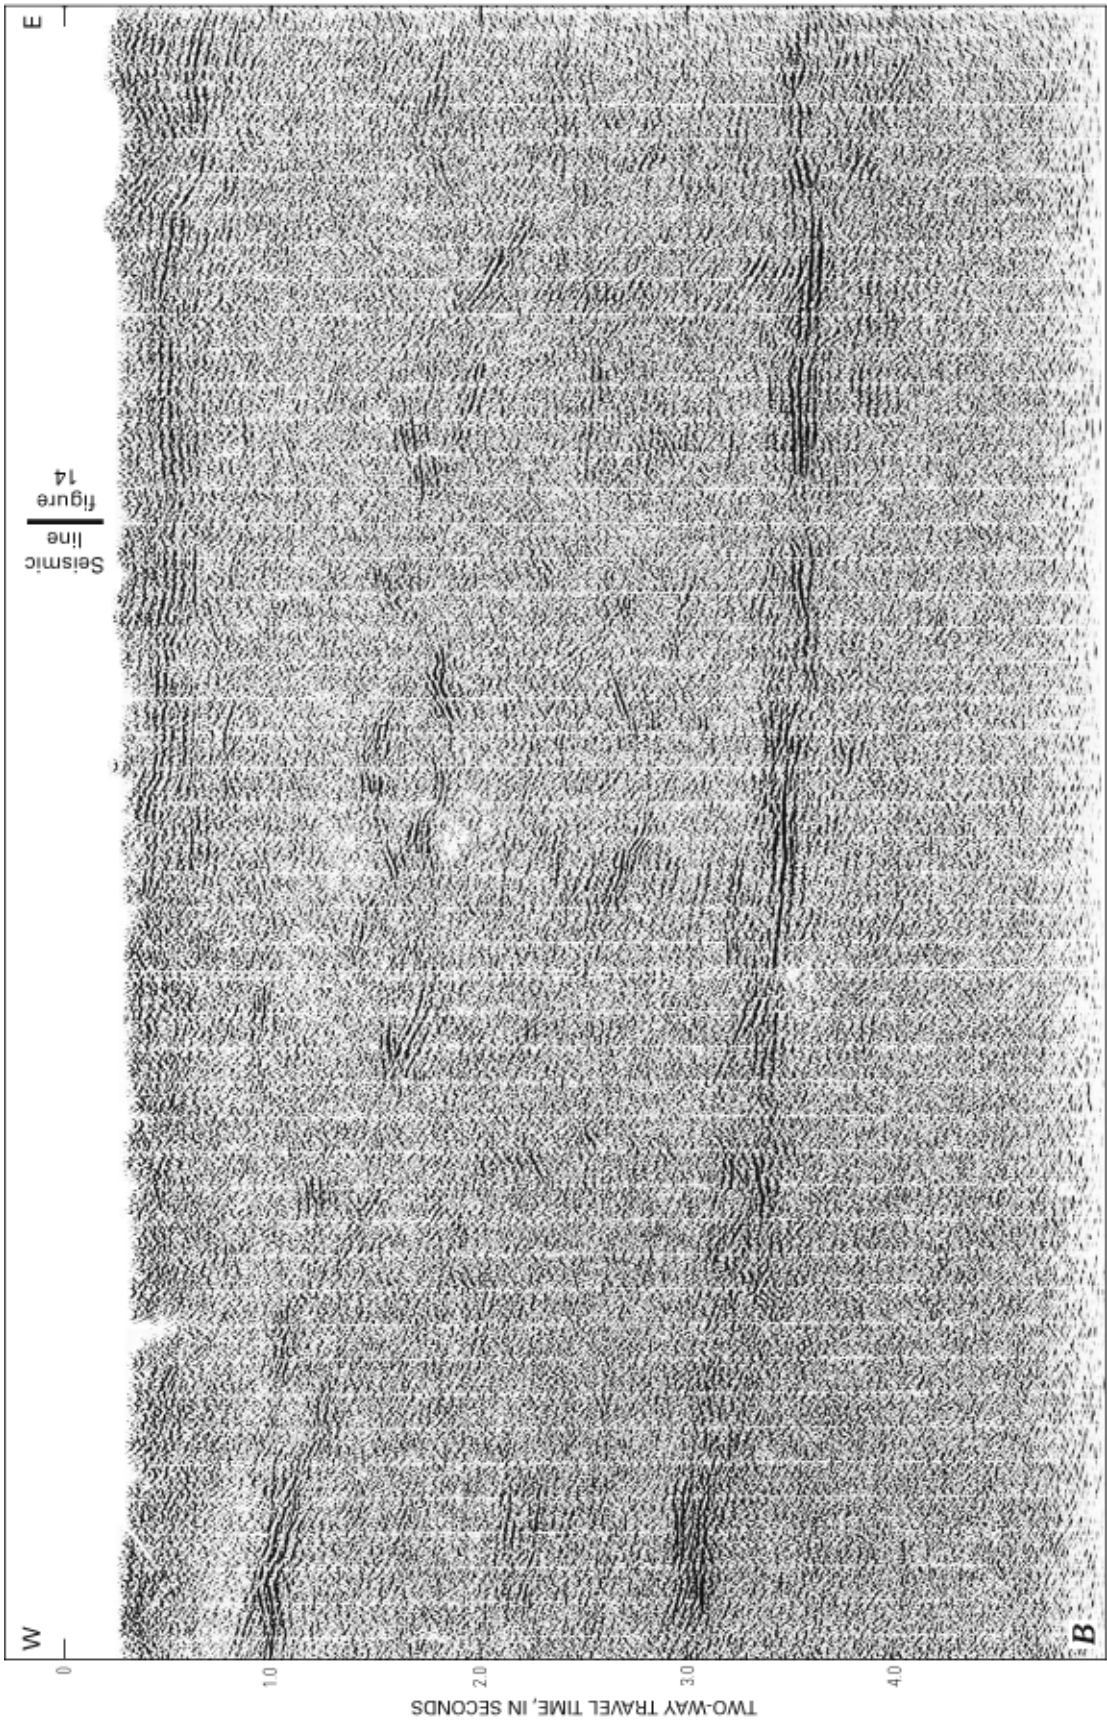 W
E
Seismic
line
figure
14
0
1.0
2.0
3.0
4.0
TWO-WAY TRAVEL TIME, IN SECONDS
B